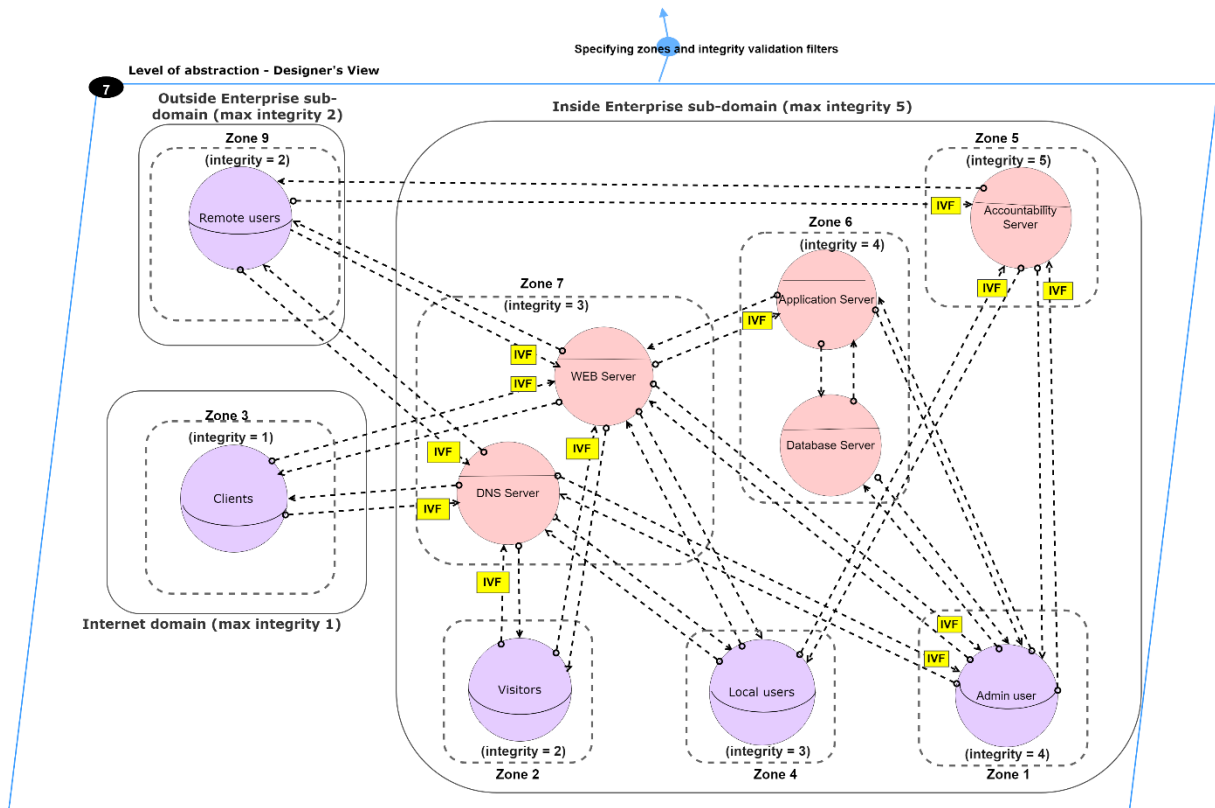 Specifying zones and integrity validation filters
Level of abstraction - Designer's View
7
Outside Enterprise sub-
domain (max integrity 2)
Inside Enterprise sub-domain (max integrity 5)
Zone 9
(integrity = 2)
Remote users
Zone 5
(integrity = 5)
Accountability
Server
IVF
IVF
IVF
Zone 6
(integrity = 4)
Application Server
IVF
Database Server
Zone 7
(integrity = 3)
WEB Server
IVF
IVF
IVF
DNS Server
IVF
IVF
IVF
Zone 3
(integrity = 1)
Clients
Internet domain (max integrity 1)
Visitors
(integrity = 2)
Zone 2
Local users
(integrity = 3)
Zone 4
IVF
IVF
Admin user
(integrity = 4)
Zone 1